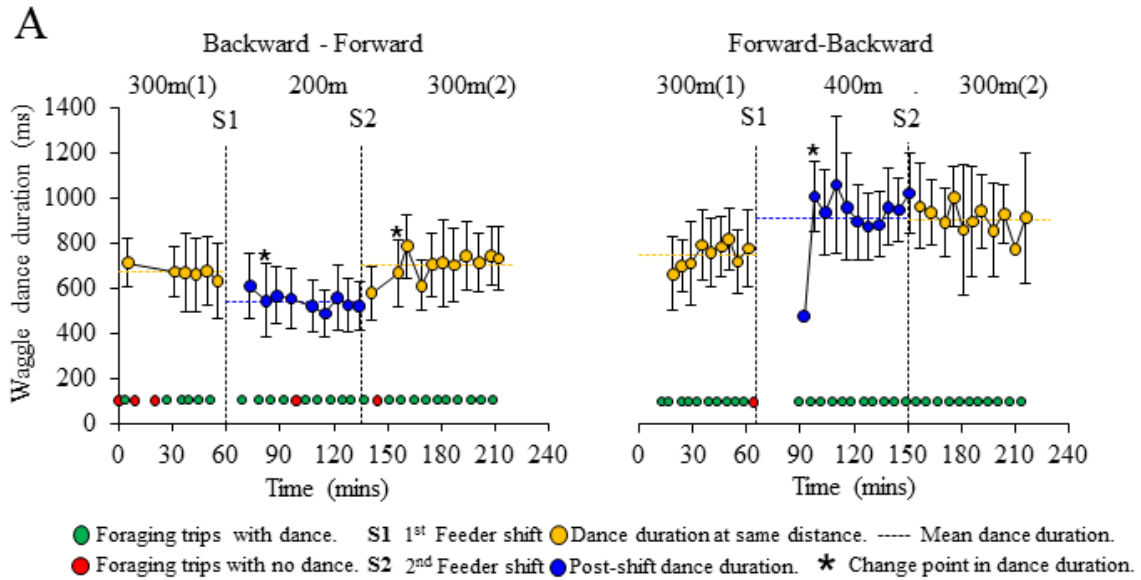 A
Backward - Forward
Forward-Backward
300m(1) 200m 300m(2)
300m(1) 400m . 300m(2)
S1 S2
S1 S2
Waggle dance duration (ms)
1400
1200
1000
800
600
400
200
0
*
*
*
0 30 60 90 120 150 180 210 240
0 30 60 90 120 150 180 210 240
Time (mins)
Time (mins)
Foraging trips with dance. S1 1st Feeder shift Dance duration at same distance. ----- Mean dance duration.
Foraging trips with no dance. S2 2nd Feeder shift Post-shift dance duration. * Change point in dance duration.